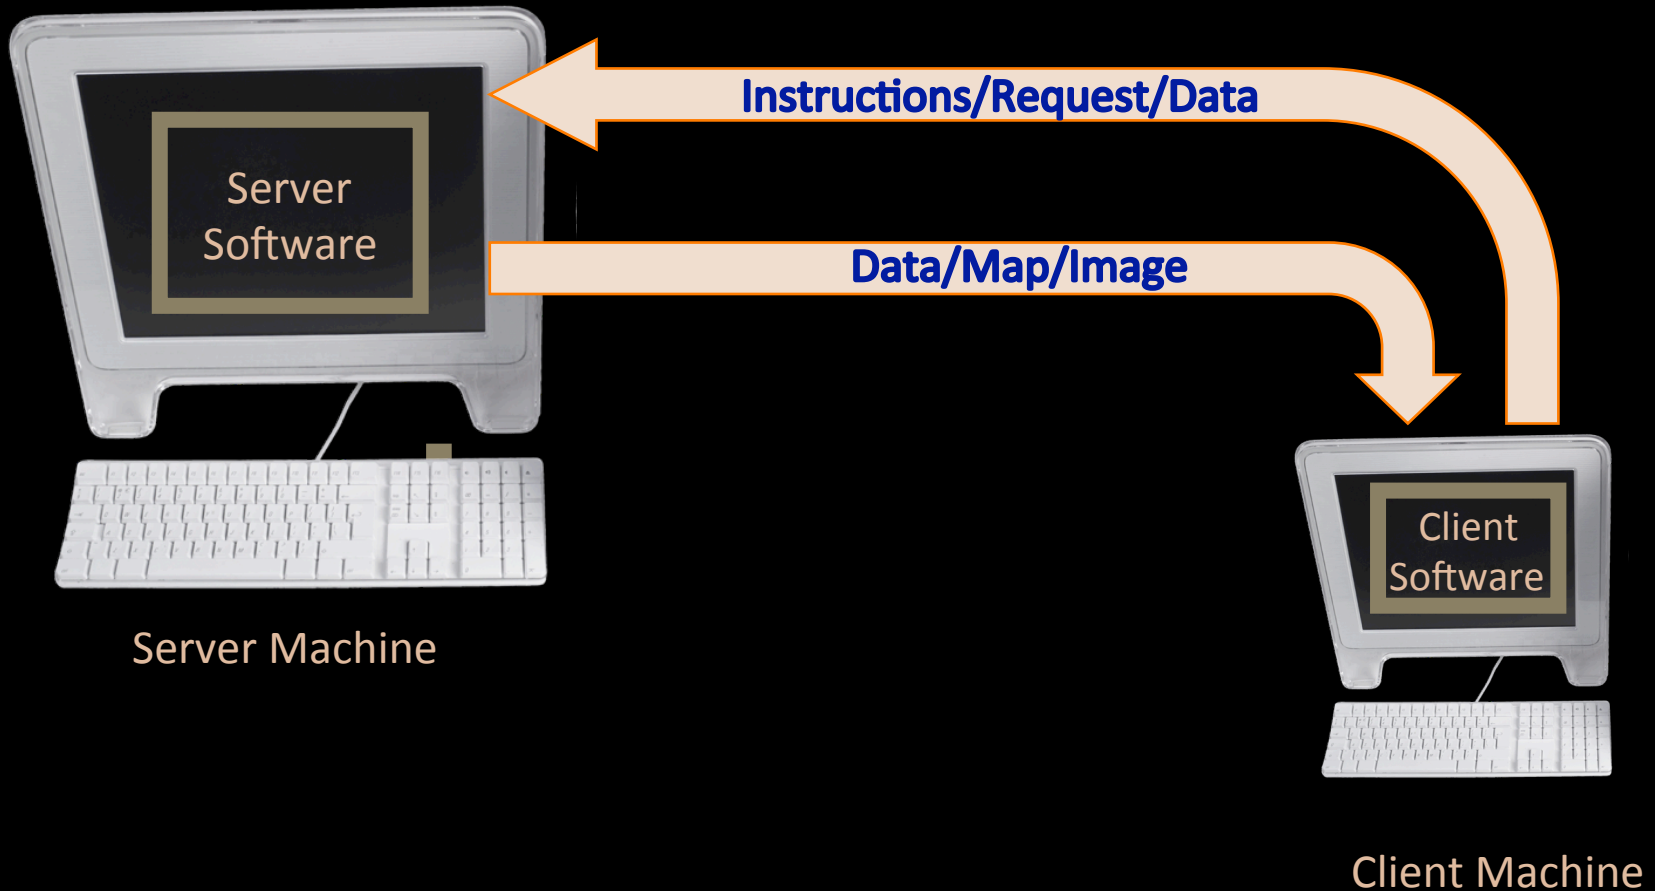 Instructions/Request/Data
Server
Software
Data/Map/Image
Client
Software
Server Machine
Client Machine